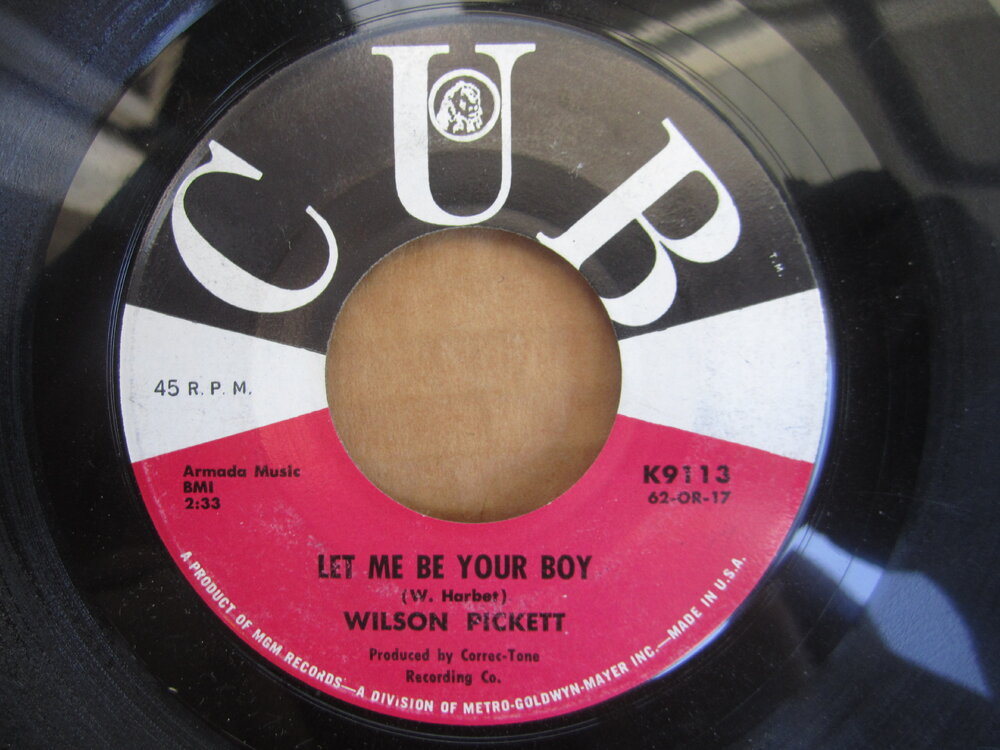 CUB
T.M.
45 R. P. M.
Armada Music
BMI
2:33
K9113
62-OR-17
LET ME BE YOUR BOY
(W. Harbet)
WILSON PICKETT
Produced by Correc-Tone
Recording Co.
A PRODUCT OF MGM RECORDS—A DIVISION OF METRO-GOLDWYN-MAYER INC.—MADE IN U.S.A.